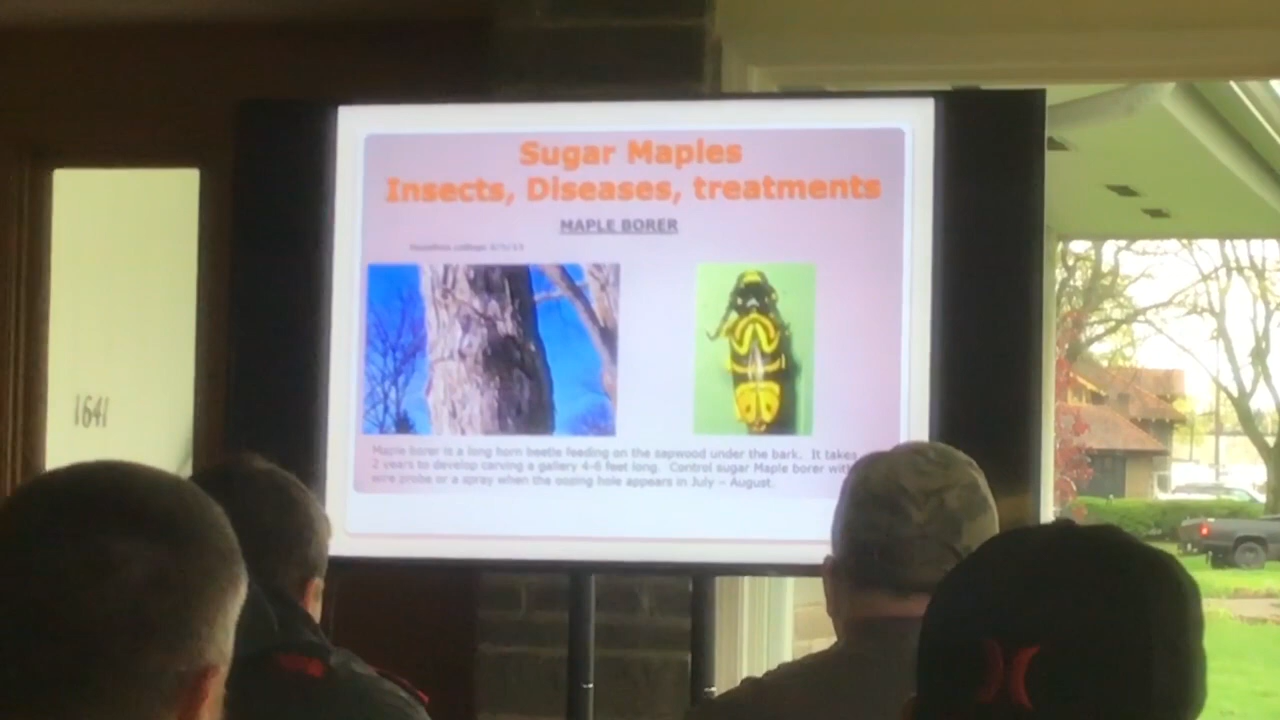 Sugar Maples
Insects, Diseases, treatments
MAPLE BORER
Maple borer is a long horn beetle feeding on the sapwood under the bark. It takes
2 years to develop carving a gallery 4-6 feet long. Control sugar Maple borer with
wire probe or a spray when the oozing hole appears in July – August.
1641